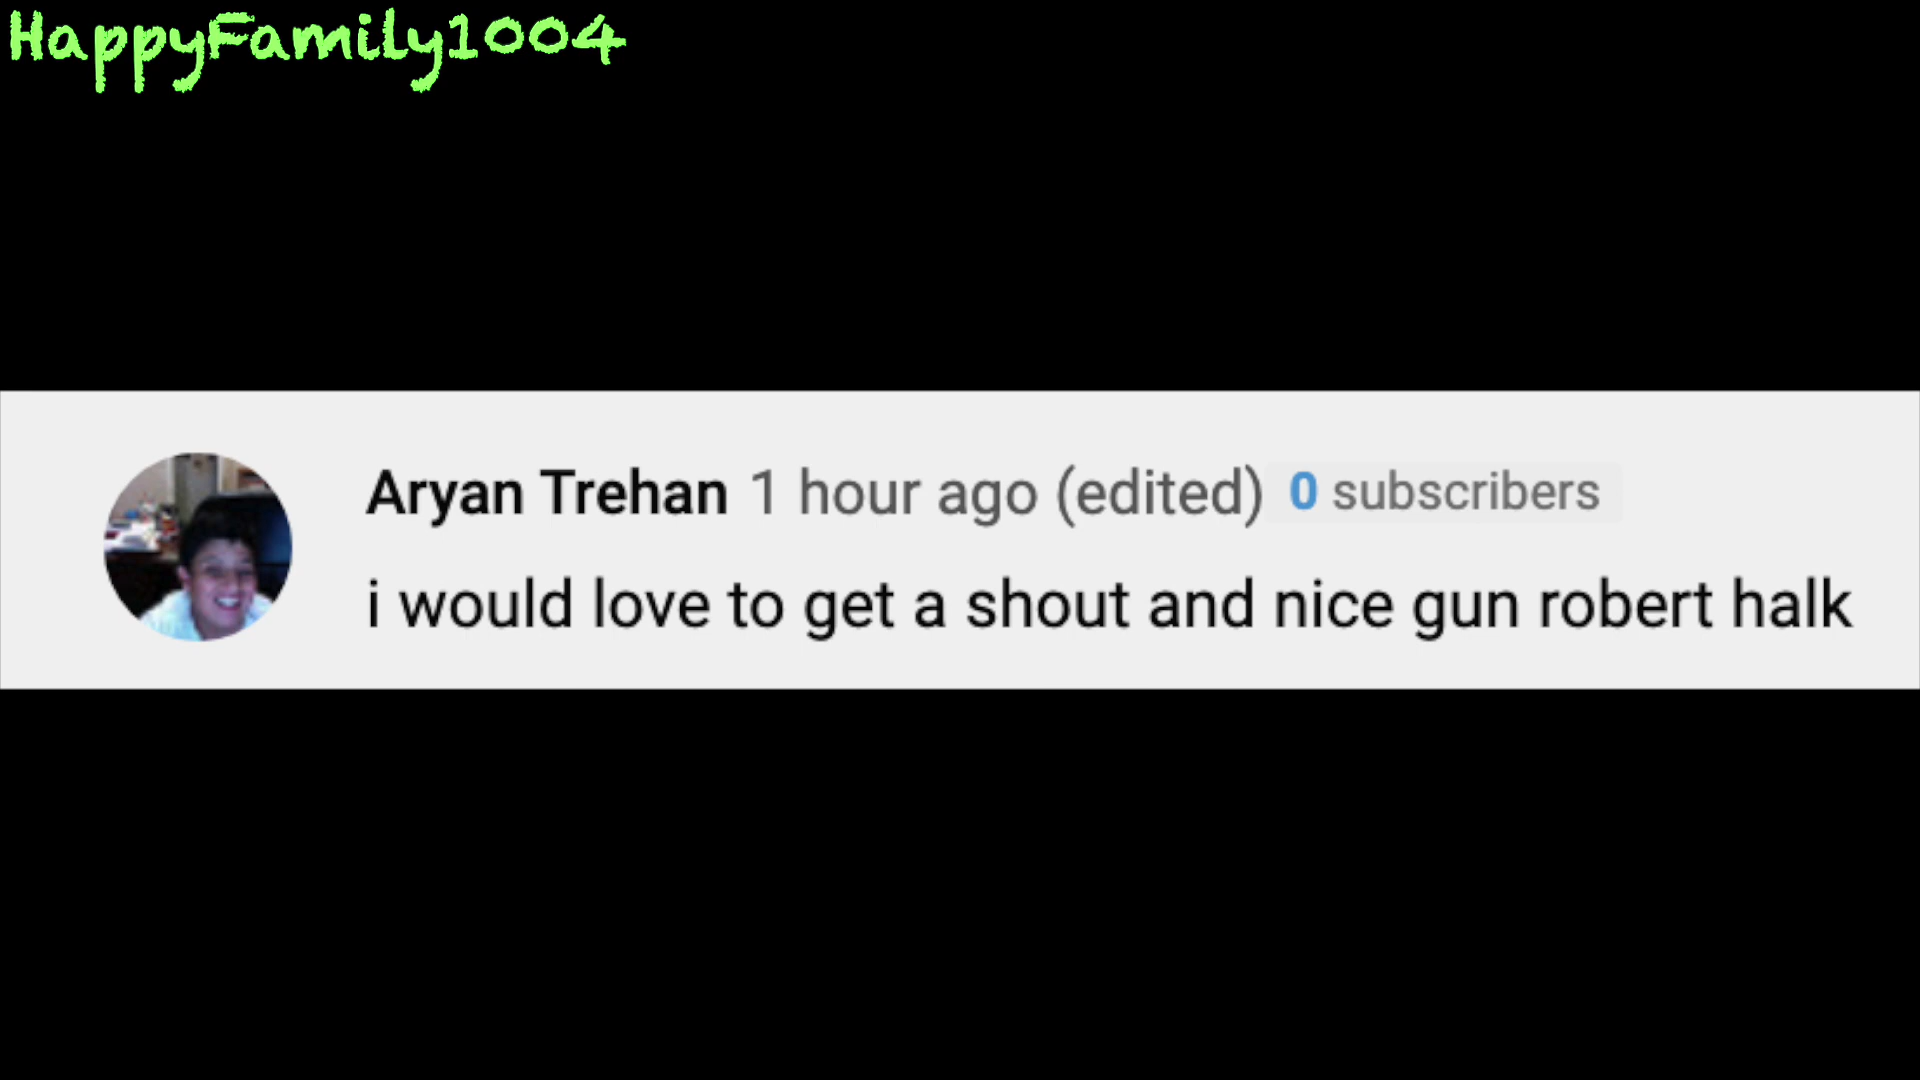 HappyFamily1004
Aryan Trehan 1 hour ago (edited) 0 subscribers
i would love to get a shout and nice gun robert halk